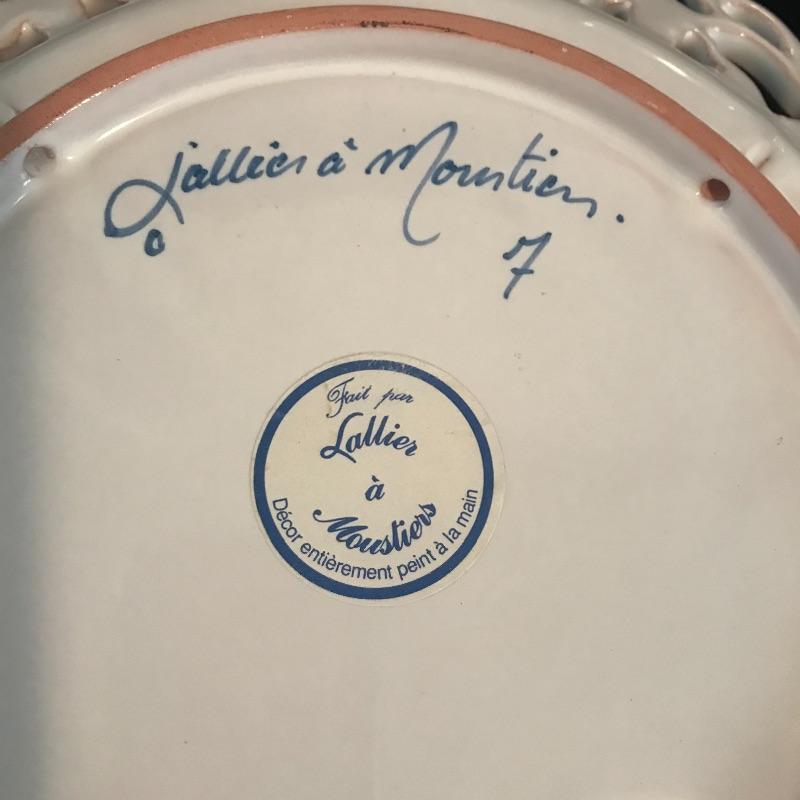 Lallier à Moustiers.
o 7
Fait par
Lallier
à
Moustiers
Décor entièrement peint à la main